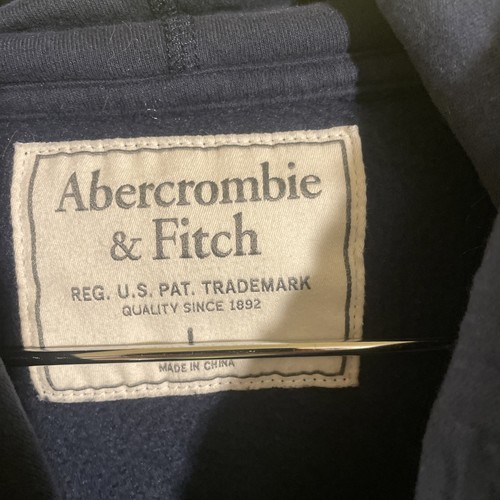 Abercrombie
& Fitch
REG. U.S. PAT. TRADEMARK
QUALITY SINCE 1892
MADE IN CHINA